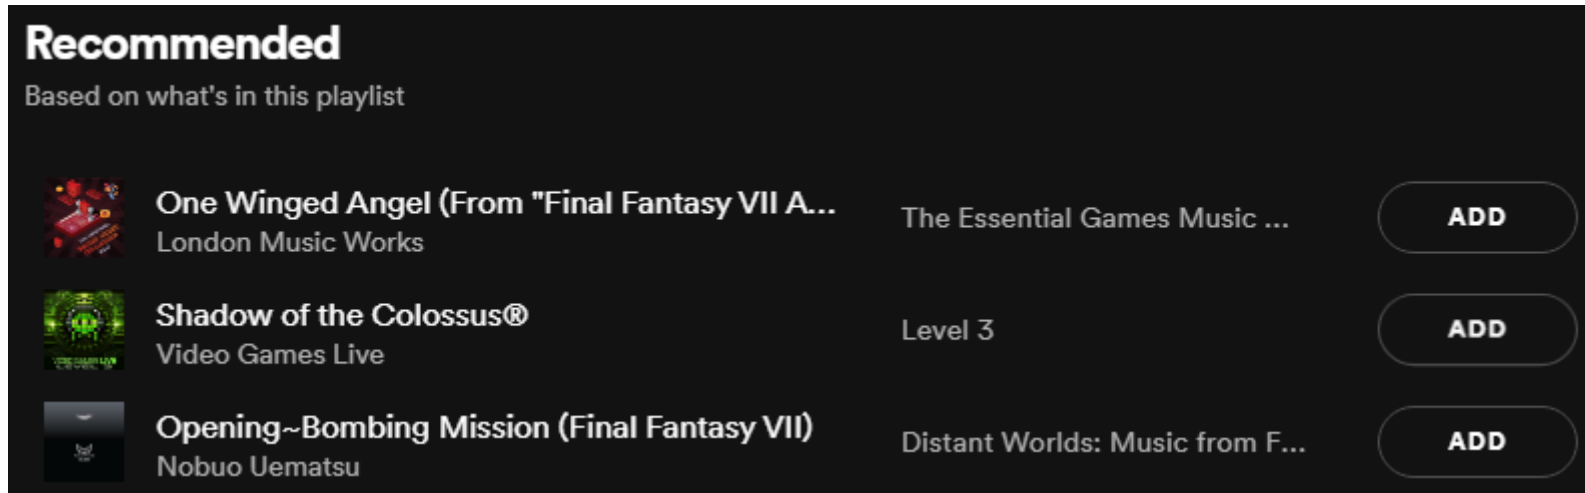 Recommended
Based on what's in this playlist
One Winged Angel (From "Final Fantasy VII A...
London Music Works
The Essential Games Music ...
ADD
Shadow of the Colossus®
Video Games Live
Level 3
ADD
Opening~Bombing Mission (Final Fantasy VII)
Nobuo Uematsu
Distant Worlds: Music from F...
ADD